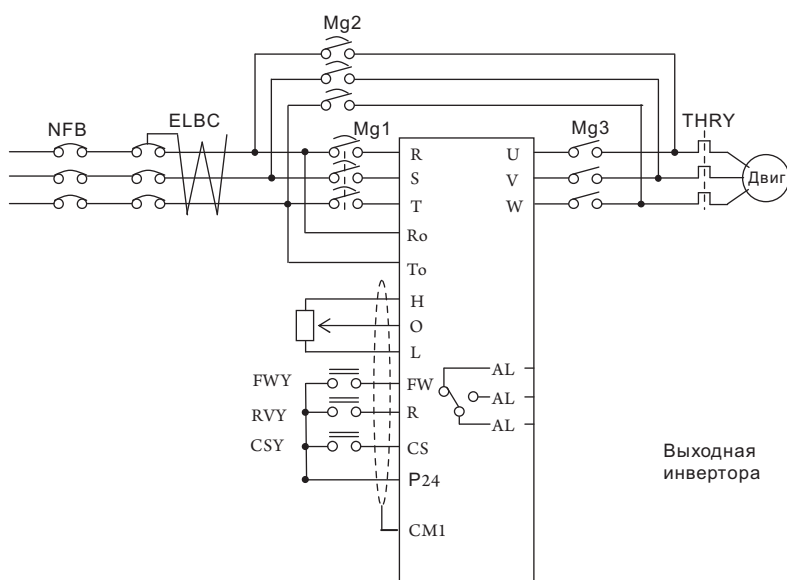 Mg2
NFB
ELBC
Mg1
Mg3
THRY
R
U
S
V
T
W
Двиг
Ro
To
H
O
L
AL
FWY
FW
AL
RVY
R
AL
CSY
CS
P24
CM1
Выходная
инвертора